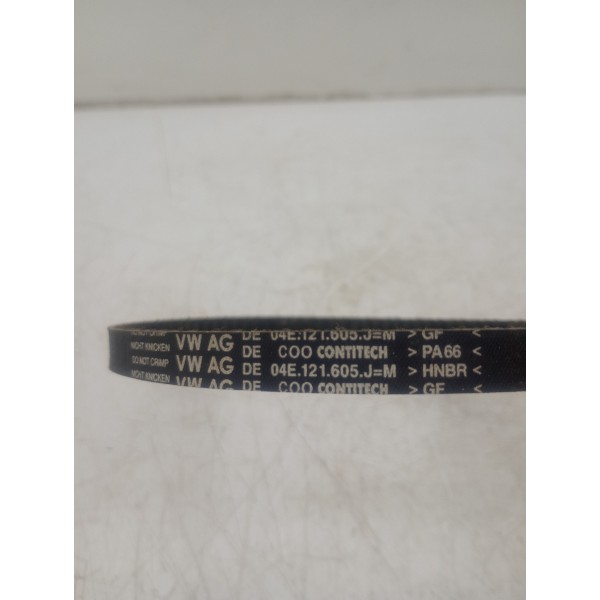 DO NOT CRIMP VW AG DE 04E.121.605.J=M > GF <
NICHT KNICKEN VW AG DE COO CONTITECH > PA66 <
DO NOT CRIMP VW AG DE 04E.121.605.J=M > HNBR <
NICHT KNICKEN VW AG DE COO CONTITECH > GF <